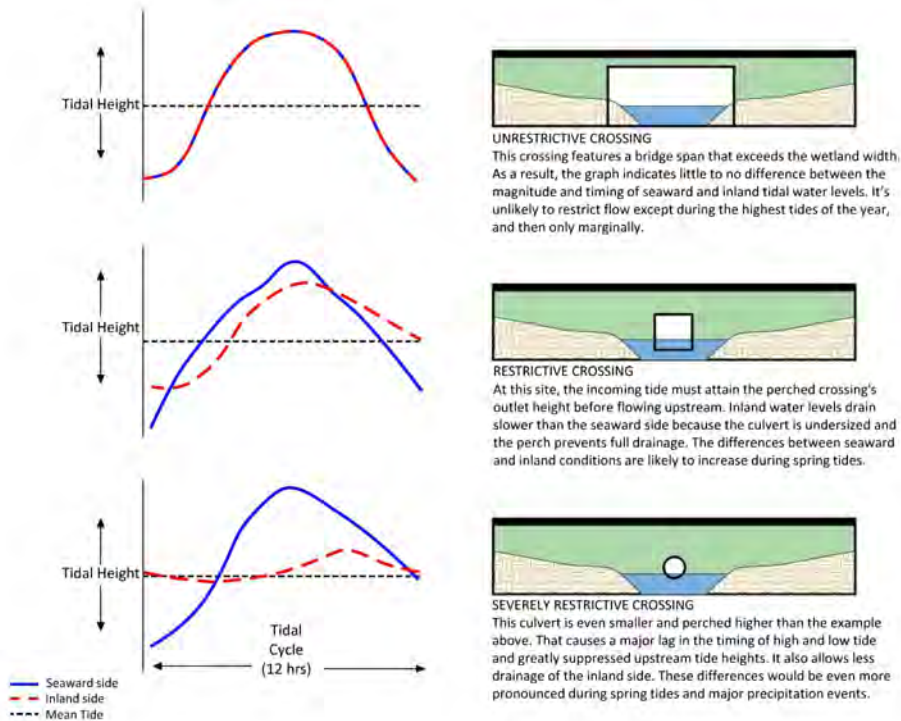 Tidal Height
UNRESTRICTIVE CROSSING
This crossing features a bridge span that exceeds the wetland width.
As a result, the graph indicates little to no difference between the
magnitude and timing of seaward and inland tidal water levels. It's
unlikely to restrict flow except during the highest tides of the year,
and then only marginally.
Tidal Height
RESTRICTIVE CROSSING
At this site, the incoming tide must attain the perched crossing's
outlet height before flowing upstream. Inland water levels drain
slower than the seaward side because the culvert is undersized and
the perch prevents full drainage. The differences between seaward
and inland conditions are likely to increase during spring tides.
Tidal Height
Tidal
Cycle
(12 hrs)
SEVERELY RESTRICTIVE CROSSING
This culvert is even smaller and perched higher than the example
above. That causes a major lag in the timing of high and low tide
and greatly suppressed upstream tide heights. It also allows less
drainage of the inland side. These differences would be even more
pronounced during spring tides and major precipitation events.
Seaward side
Inland side
Mean Tide